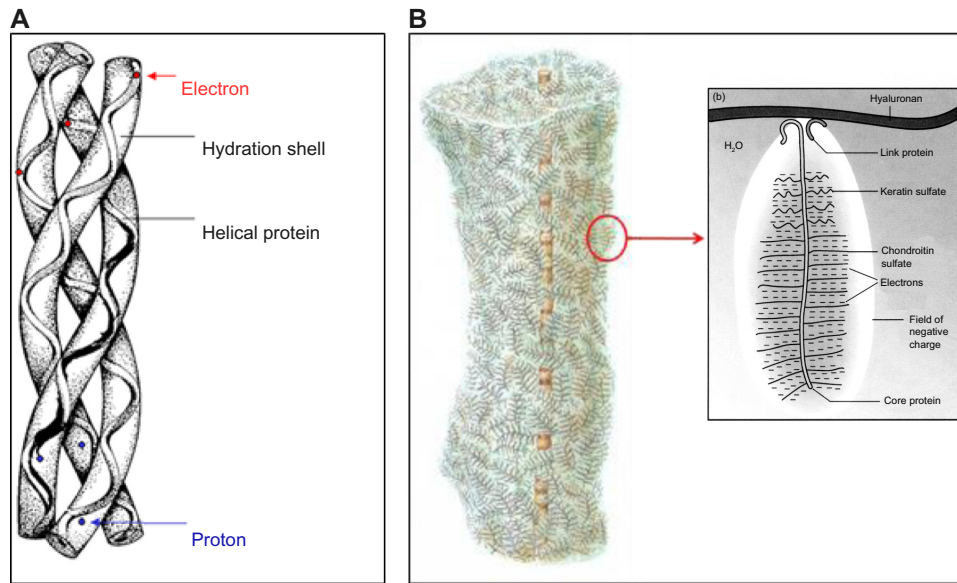 A
Electron
Hydration shell
Helical protein
Proton
B
(b)
Hyaluronan
H₂O
Link protein
Keratin sulfate
Chondroitin
sulfate
Electrons
Field of
negative
charge
Core protein